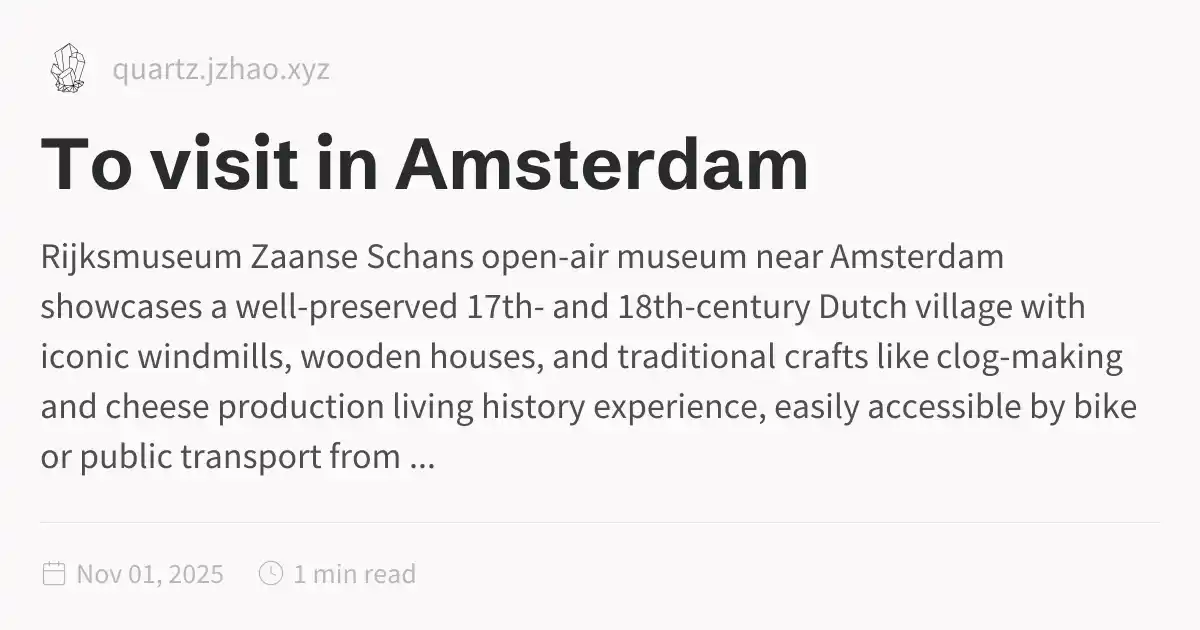 quartz.jzhao.xyz
To visit in Amsterdam
Rijksmuseum Zaanse Schans open-air museum near Amsterdam
showcases a well-preserved 17th- and 18th-century Dutch village with
iconic windmills, wooden houses, and traditional crafts like clog-making
and cheese production living history experience, easily accessible by bike
or public transport from ...
Nov 01, 2025 1 min read